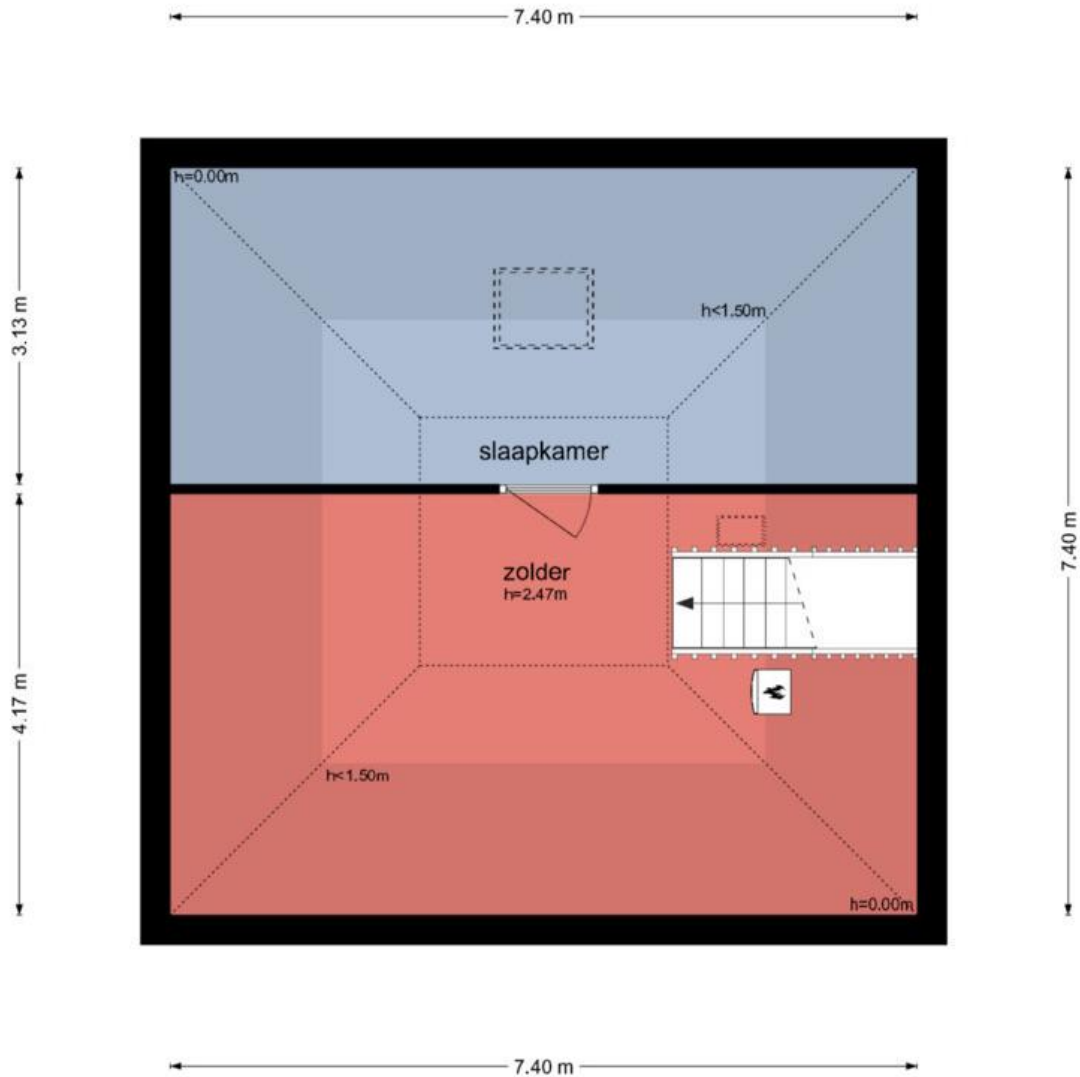 7.40 m
h=0.00m
3.13 m
h<1.50m
slaapkamer
zolder
h=2.47m
7.40 m
4.17 m
h<1.50m
h=0.00m
7.40 m